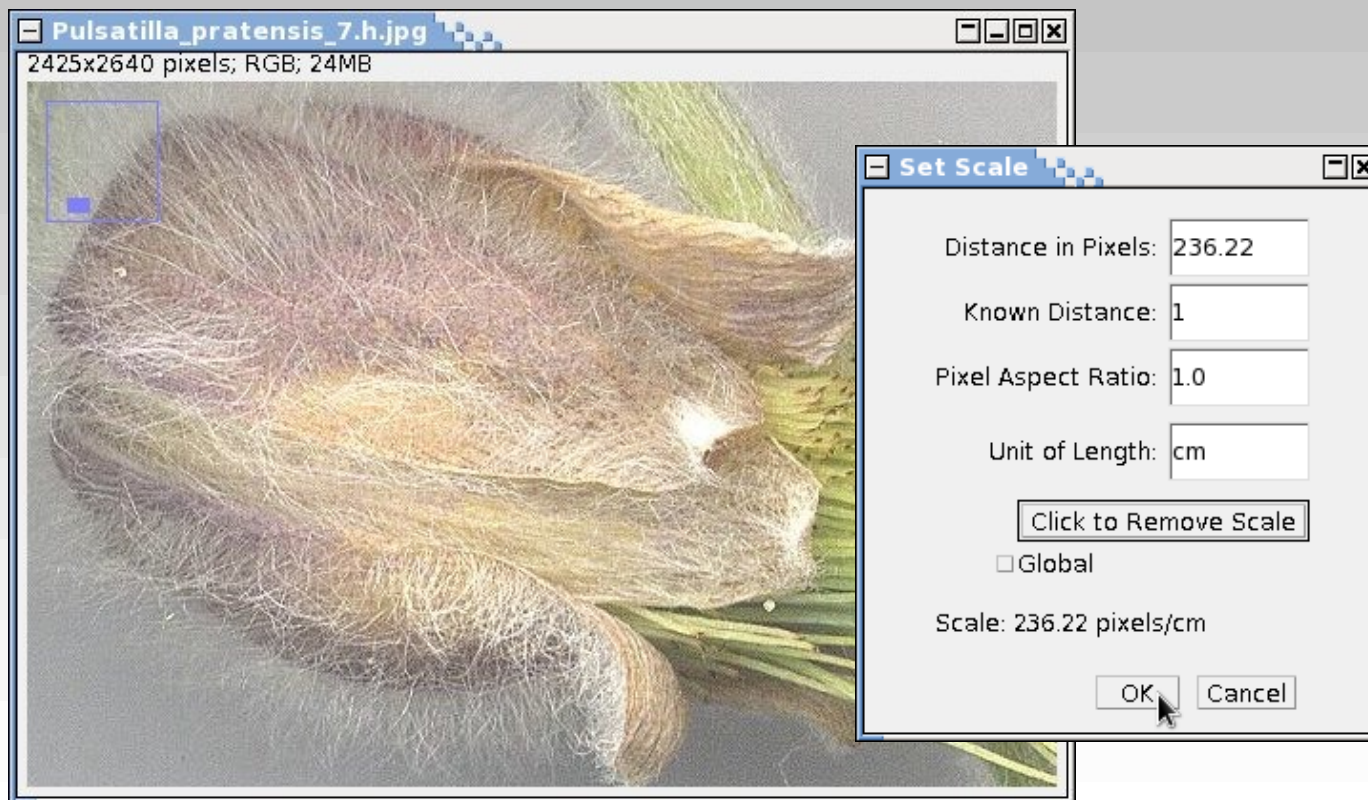 Pulsatilla_pratensis_7.h.jpg
2425x2640 pixels; RGB; 24MB
Set Scale
Distance in Pixels: 236.22
Known Distance: 1
Pixel Aspect Ratio: 1.0
Unit of Length: cm
Click to Remove Scale
Global
Scale: 236.22 pixels/cm
OK Cancel